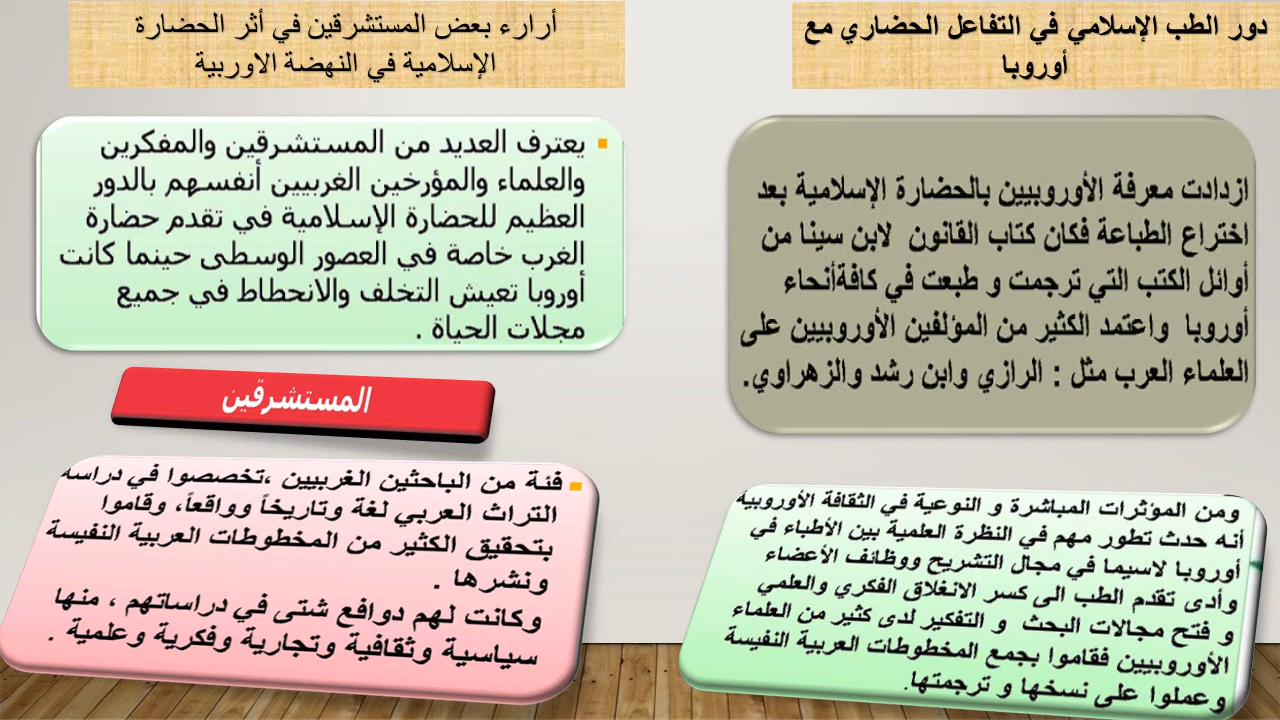 دور الطب الإسلامي في التفاعل الحضاري مع
أوروبا
ازدادت معرفة الأوروبيين بالحضارة الإسلامية بعد
اختراع الطباعة فكان كتاب القانون لابن سينا من
أوائل الكتب التي ترجمت و طبعت في كافةأنحاء
أوروبا واعتمد الكثير من المؤلفين الأوروبيين على
العلماء العرب مثل : الرازي وابن رشد والزهراوي.
ومن المؤثرات المباشرة و النوعية في الثقافة الأوروبية
أنه حدث تطور مهم في النظرة العلمية بين الأطباء في
أوروبا لاسيما في مجال التشريح ووظائف الأعضاء
وأدى تقدم الطب الى كسر الانغلاق الفكري والعلمي
و فتح مجالات البحث و التفكير لدى كثير من العلماء
الأوروبيين فقاموا بجمع المخطوطات العربية النفيسة
وعملوا على نسخها و ترجمتها.
أرارء بعض المستشرقين في أثر الحضارة
الإسلامية في النهضة الاوربية
يعترف العديد من المستشرقين والمفكرين
والعلماء والمؤرخين الغربيين أنفسهم بالدور
العظيم للحضارة الإسلامية في تقدم حضارة
الغرب خاصة في العصور الوسطى حينما كانت
أوروبا تعيش التخلف والانحطاط في جميع
مجلات الحياة .
المستشرقين
فئة من الباحثين الغربيين ،تخصصوا في دراسة
التراث العربي لغة وتاريخاً وواقعاً، وقاموا
بتحقيق الكثير من المخطوطات العربية النفيسة
ونشرها .
وكانت لهم دوافع شتى في دراساتهم ، منها
سياسية وثقافية وتجارية وفكرية وعلمية .